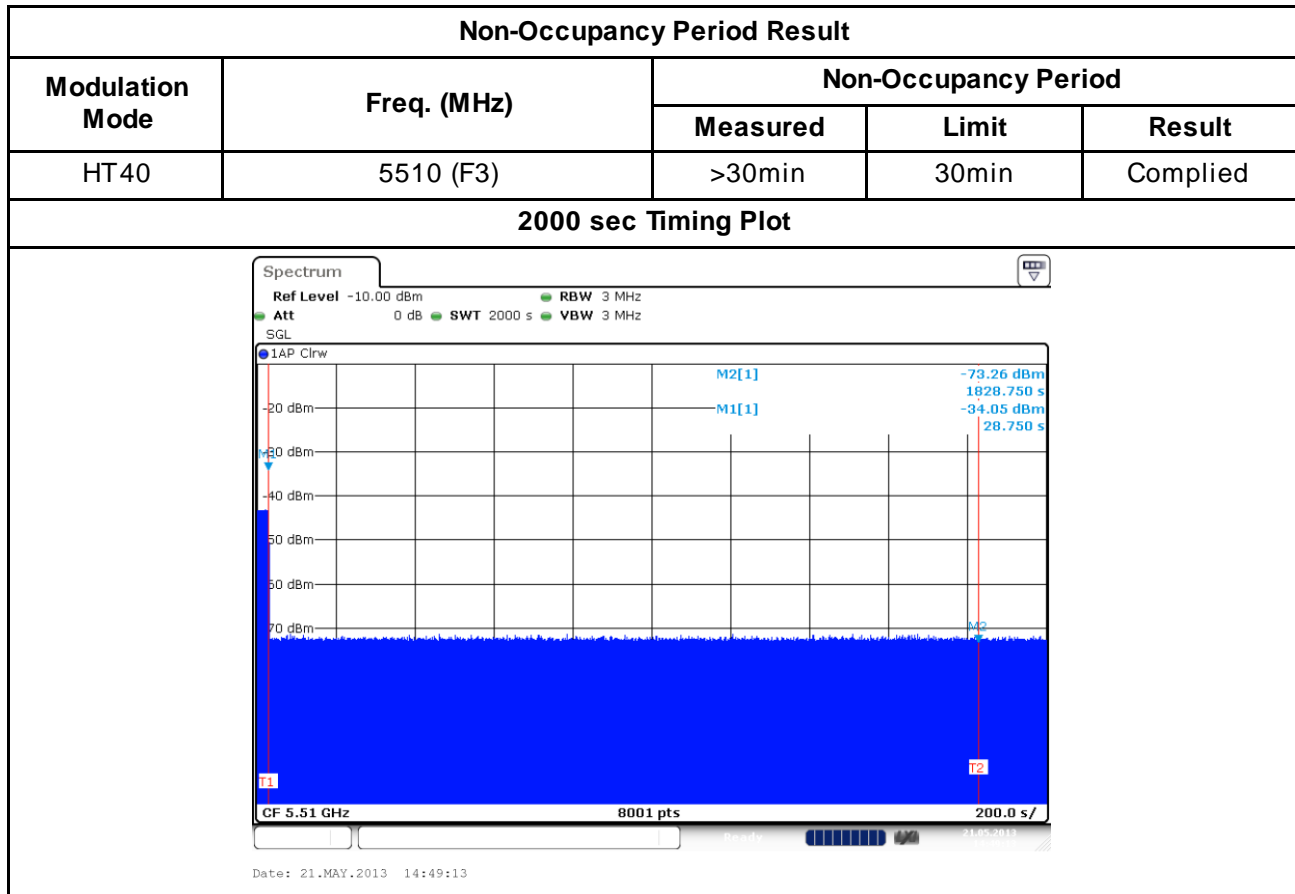 Non-Occupancy Period Result
Modulation Mode
Freq. (MHz)
Non-Occupancy Period
Measured
Limit
Result
HT40
5510 (F3)
>30min
30min
Complied
2000 sec Timing Plot
Spectrum
Ref Level -10.00 dBm
RBW 3 MHz
Att 0 dB SWT 2000 s VBW 3 MHz
SGL
1AP Clrw
M2[1] -73.26 dBm
1828.750 s
M1[1] -34.05 dBm
28.750 s
-20 dBm
-30 dBm
M1
-40 dBm
-50 dBm
-60 dBm
-70 dBm
M2
T1
T2
CF 5.51 GHz 8001 pts 200.0 s/
Ready
21.05.2013
Date: 21.MAY.2013 14:49:13